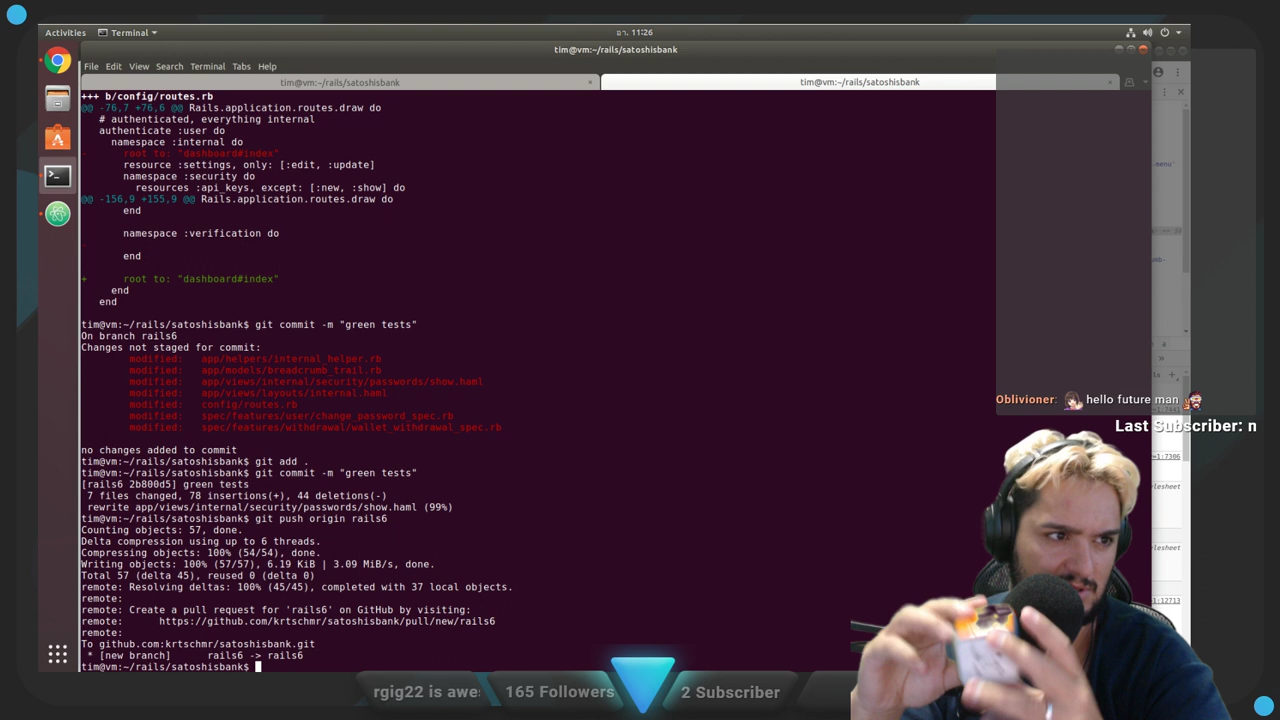 Activities
Terminal
อา. 11:26
tim@vm:~/rails/satoshisbank
File Edit View Search Terminal Tabs Help
tim@vm:~/rails/satoshisbank × tim@vm:~/rails/satoshisbank ×
+++ b/config/routes.rb
@@ -76,7 +76,6 @@ Rails.application.routes.draw do
# authenticated, everything internal
authenticate :user do
namespace :internal do
- root to: "dashboard#index"
resource :settings, only: [:edit, :update]
namespace :security do
resources :api_keys, except: [:new, :show] do
@@ -156,9 +155,9 @@ Rails.application.routes.draw do
end
namespace :verification do
-
end
+ root to: "dashboard#index"
end
end
tim@vm:~/rails/satoshisbank$ git commit -m "green tests"
On branch rails6
Changes not staged for commit:
modified: app/helpers/internal_helper.rb
modified: app/models/breadcrumb_trail.rb
modified: app/views/internal/security/passwords/show.haml
modified: app/views/layouts/internal.haml
modified: config/routes.rb
modified: spec/features/user/change_password_spec.rb
modified: spec/features/withdrawal/wallet_withdrawal_spec.rb
no changes added to commit
tim@vm:~/rails/satoshisbank$ git add .
tim@vm:~/rails/satoshisbank$ git commit -m "green tests"
[rails6 2b800d5] green tests
7 files changed, 78 insertions(+), 44 deletions(-)
rewrite app/views/internal/security/passwords/show.haml (99%)
tim@vm:~/rails/satoshisbank$ git push origin rails6
Counting objects: 57, done.
Delta compression using up to 6 threads.
Compressing objects: 100% (54/54), done.
Writing objects: 100% (57/57), 6.19 KiB | 3.09 MiB/s, done.
Total 57 (delta 45), reused 0 (delta 0)
remote: Resolving deltas: 100% (45/45), completed with 37 local objects.
remote:
remote: Create a pull request for 'rails6' on GitHub by visiting:
remote: https://github.com/krtschmr/satoshisbank/pull/new/rails6
remote:
To github.com:krtschmr/satoshisbank.git
* [new branch] rails6 -> rails6
tim@vm:~/rails/satoshisbank$
Oblivioner: hello future man
Last Subscriber: n
:7306
:12713
rgig22 is awe
165 Followers
2 Subscriber